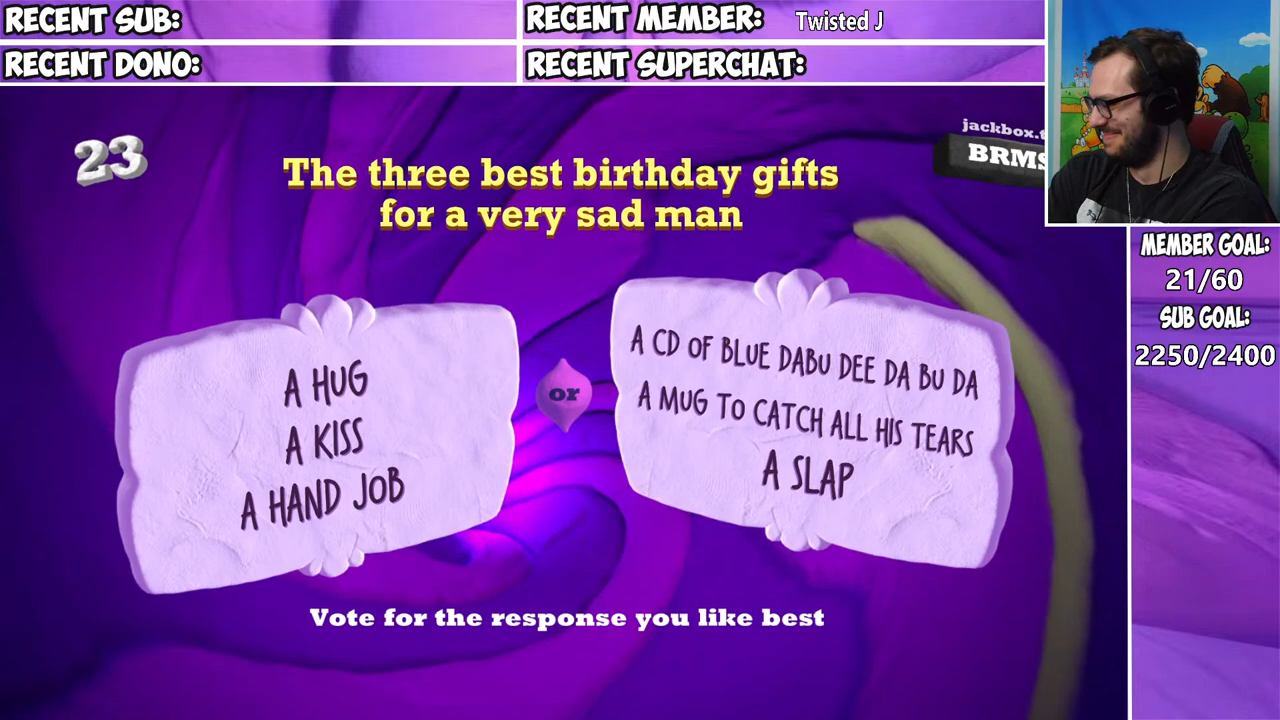 RECENT SUB:
RECENT MEMBER: Twisted J
RECENT DONO:
RECENT SUPERCHAT:
23
jackbox.t
BRMS
The three best birthday gifts
for a very sad man
A HUG
A KISS
A HAND JOB
or
A CD OF BLUE DABU DEE DA BU DA
A MUG TO CATCH ALL HIS TEARS
A SLAP
Vote for the response you like best
MEMBER GOAL:
21/60
SUB GOAL:
2250/2400